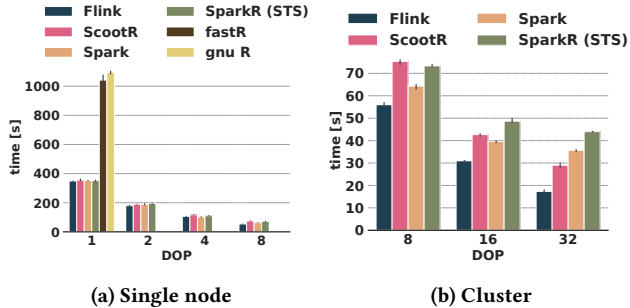 Flink
ScootR
Spark
SparkR (STS)
fastR
gnu R
time [s]
1000
800
600
400
200
0
1 2 4 8
DOP
(a) Single node
Flink
ScootR
Spark
SparkR (STS)
time [s]
70
60
50
40
30
20
10
0
8 16 32
DOP
(b) Cluster